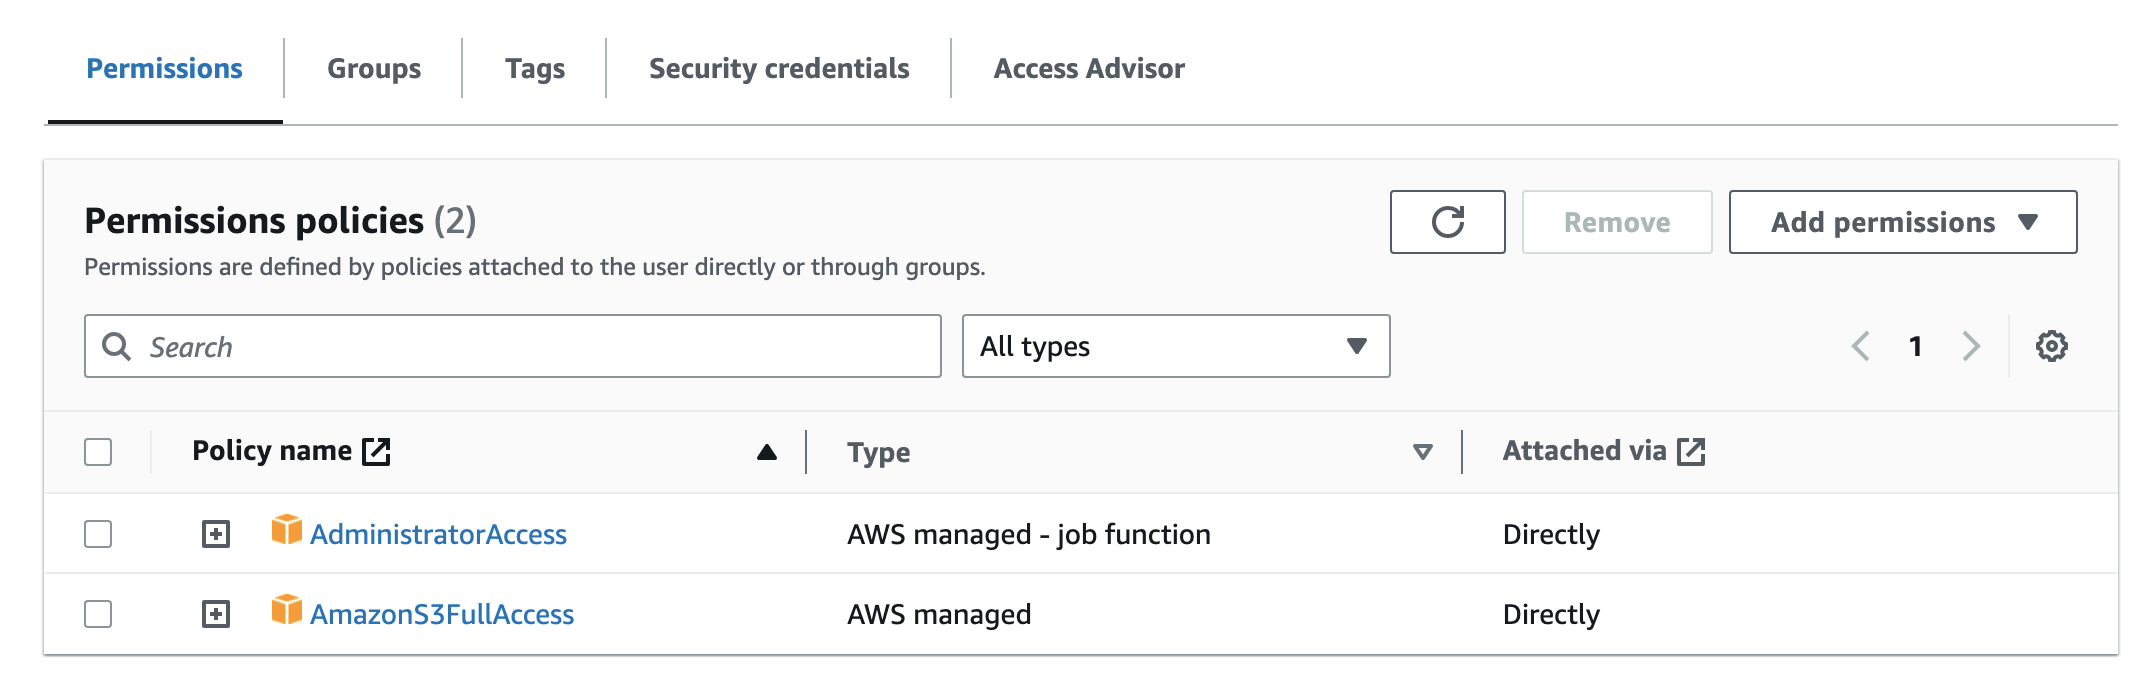 Permissions
Groups
Tags
Security credentials
Access Advisor
Permissions policies (2)
Permissions are defined by policies attached to the user directly or through groups.
Remove
Add permissions
Search
All types
1
Policy name
Type
Attached via
AdministratorAccess
AWS managed - job function
Directly
AmazonS3FullAccess
AWS managed
Directly